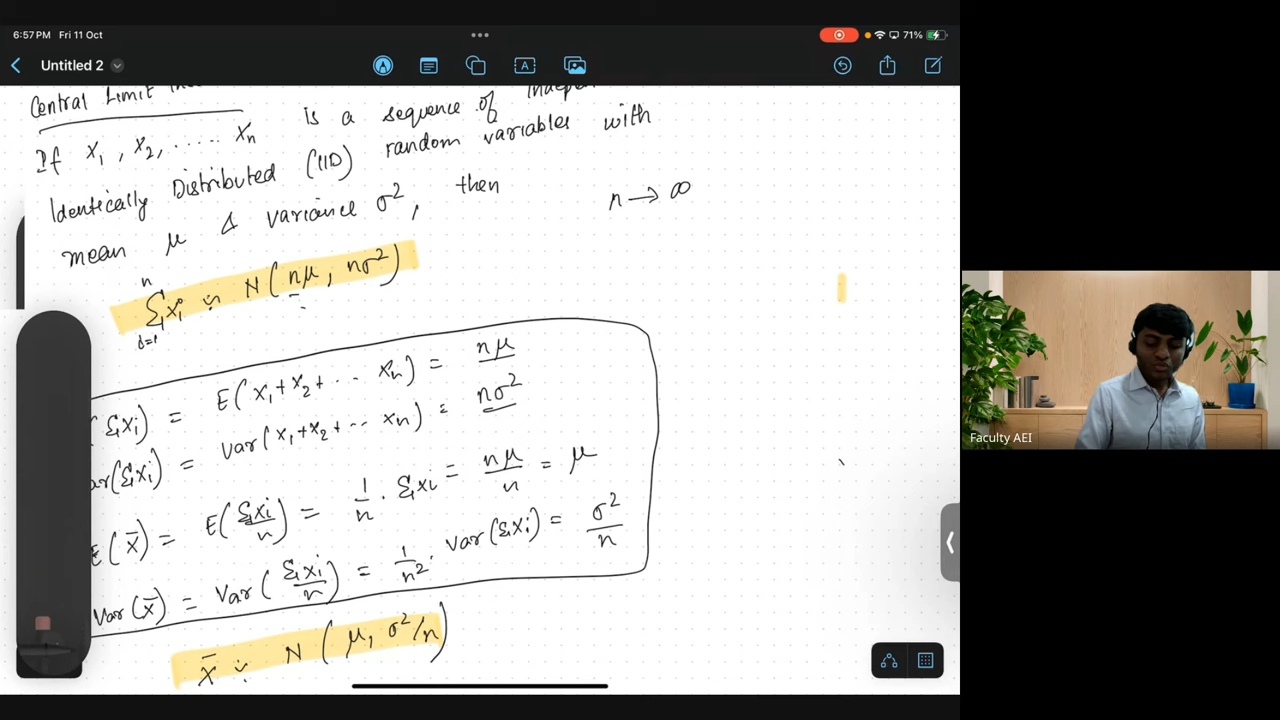 6:57 PM Fri 11 Oct
71%
Untitled 2
Central Limit
If X₁, X₂, ..... Xn is a sequence of
Identically Distributed (IID) random variables with
mean μ & variance σ², then
n → ∞
n
Σxi ∻ N(nμ, nσ²)
i=1
Σxi) = E(x₁+x₂+ ... xn) = nμ
ar(Σxi) = var(x₁+x₂+... xn) = nσ²
E(x̄) = E(Σxi/n) = 1/n . Σxi = nμ/n = μ
Var(x̄) = Var(Σxi/n) = 1/n² . Var(Σxi) = σ²/n
x̄ ∻ N(μ, σ²/n)
Faculty AEI